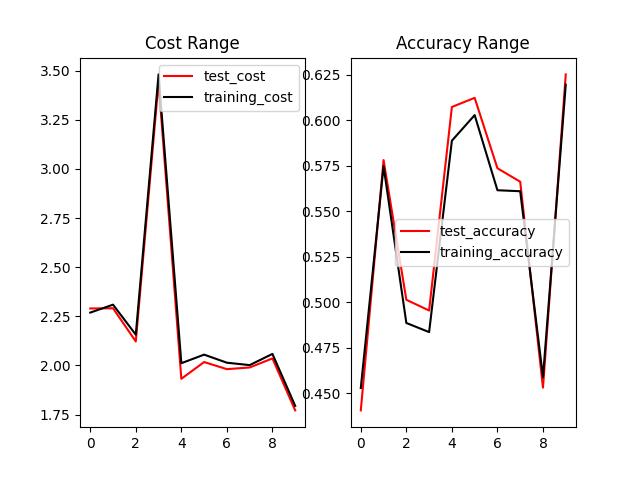 Cost Range
3.50
3.25
3.00
2.75
2.50
2.25
2.00
1.75
0 2 4 6 8
test_cost
training_cost
Accuracy Range
0.625
0.600
0.575
0.550
0.525
0.500
0.475
0.450
0 2 4 6 8
test_accuracy
training_accuracy